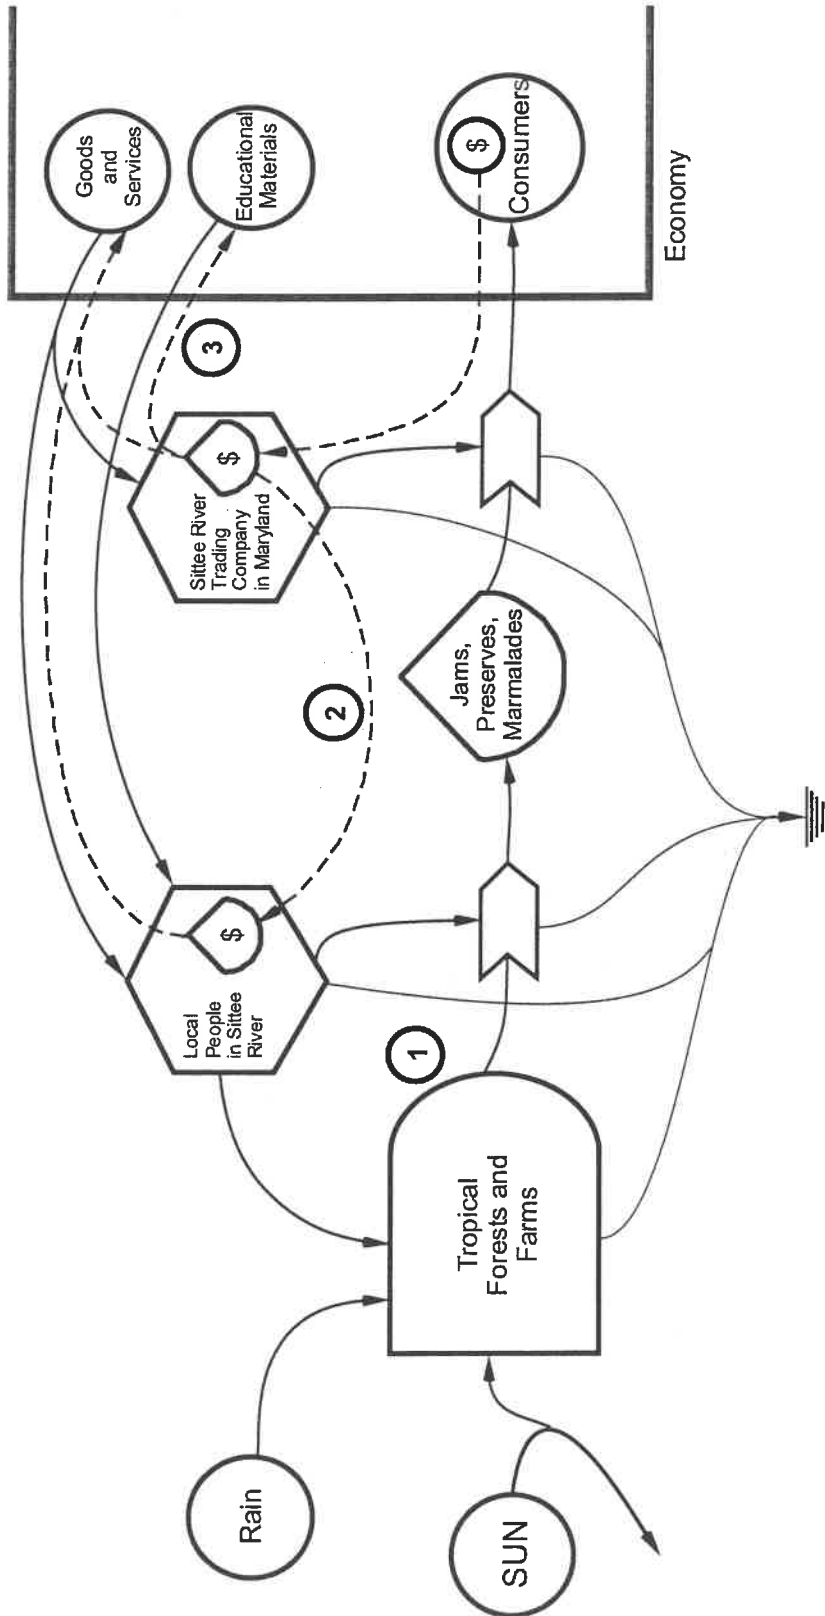 Goods
and
Services
Educational
Materials
$
Consumers
Economy
3
Sittee River
Trading
Company
in Maryland
$
2
Jams,
Preserves,
Marmalades
Local
People
in Sittee
River
$
1
Tropical
Forests and
Farms
Rain
SUN